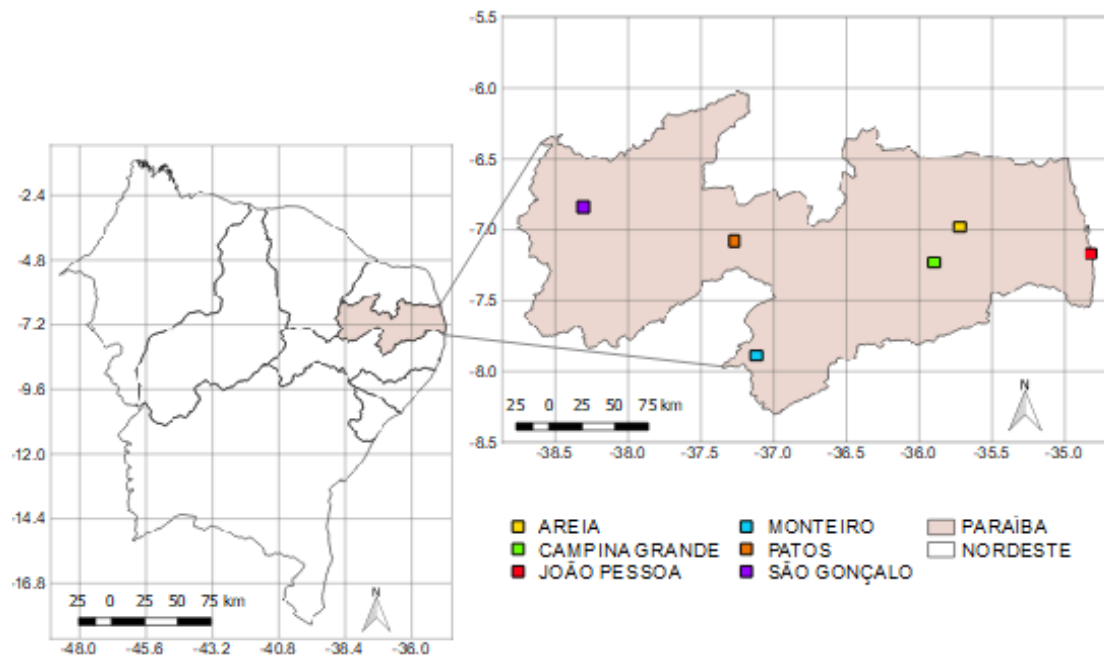 -2.4
-4.8
-7.2
-9.6
-12.0
-14.4
-16.8
25 0 25 50 75 km
N
-48.0 -45.6 -43.2 -40.8 -38.4 -36.0
-5.5
-6.0
-6.5
-7.0
-7.5
-8.0
-8.5
25 0 25 50 75 km
N
-38.5 -38.0 -37.5 -37.0 -36.5 -36.0 -35.5 -35.0
AREIA MONTEIRO PARAÍBA
CAMPINA GRANDE PATOS NORDESTE
JOÃO PESSOA SÃO GONÇALO